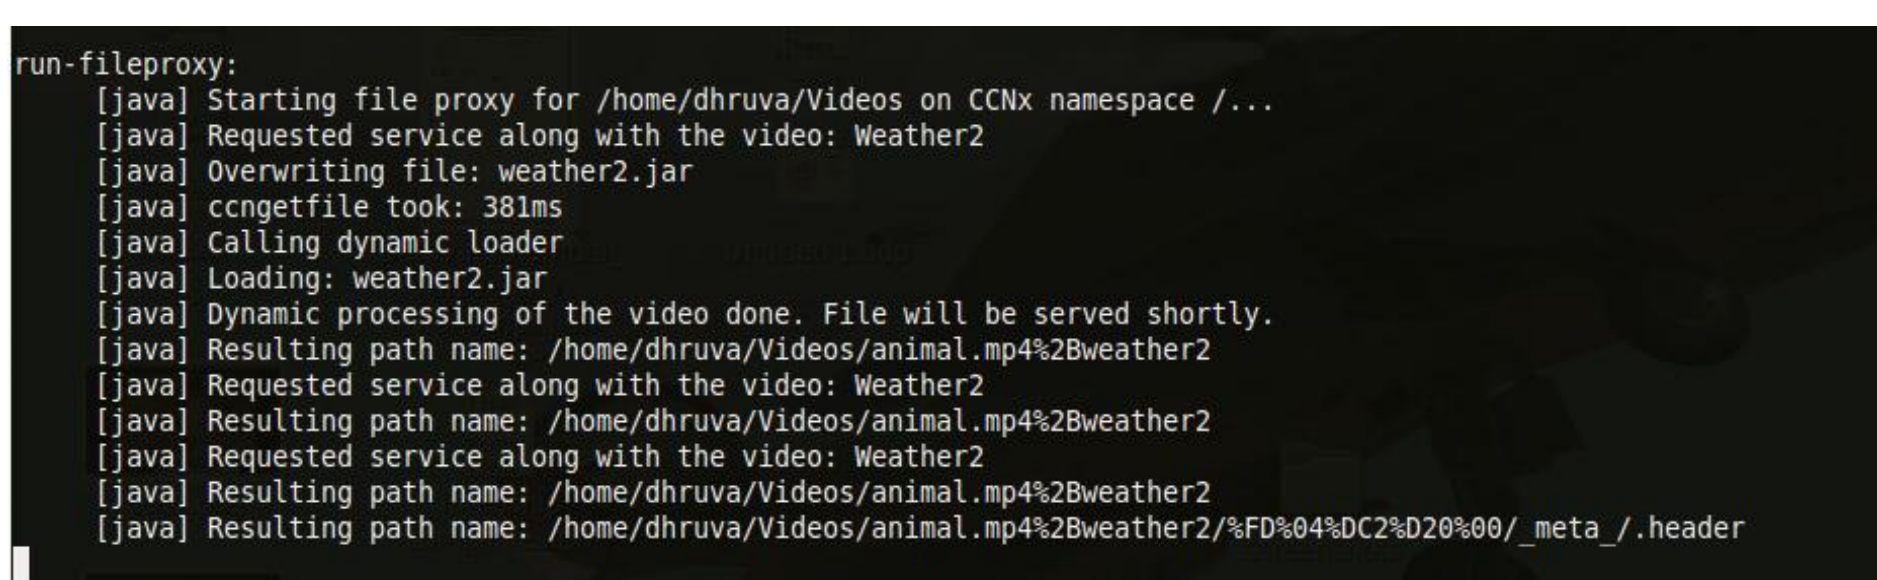 run-fileproxy:
[java] Starting file proxy for /home/dhruva/Videos on CCNx namespace /...
[java] Requested service along with the video: Weather2
[java] Overwriting file: weather2.jar
[java] ccngetfile took: 381ms
[java] Calling dynamic loader
[java] Loading: weather2.jar
[java] Dynamic processing of the video done. File will be served shortly.
[java] Resulting path name: /home/dhruva/Videos/animal.mp4%2Bweather2
[java] Requested service along with the video: Weather2
[java] Resulting path name: /home/dhruva/Videos/animal.mp4%2Bweather2
[java] Requested service along with the video: Weather2
[java] Resulting path name: /home/dhruva/Videos/animal.mp4%2Bweather2
[java] Resulting path name: /home/dhruva/Videos/animal.mp4%2Bweather2/%FD%04%DC2%D20%00/_meta_/.header